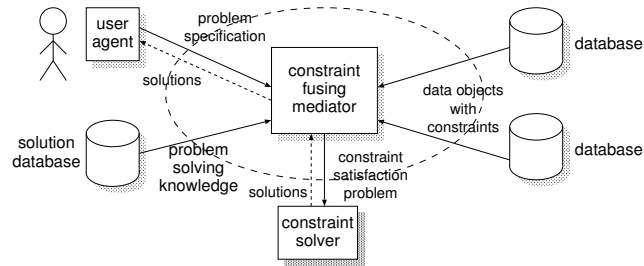 user
agent
problem
specification
solutions
constraint
fusing
mediator
database
data objects
with
constraints
database
solution
database
problem
solving
knowledge
solutions
constraint
satisfaction
problem
constraint
solver